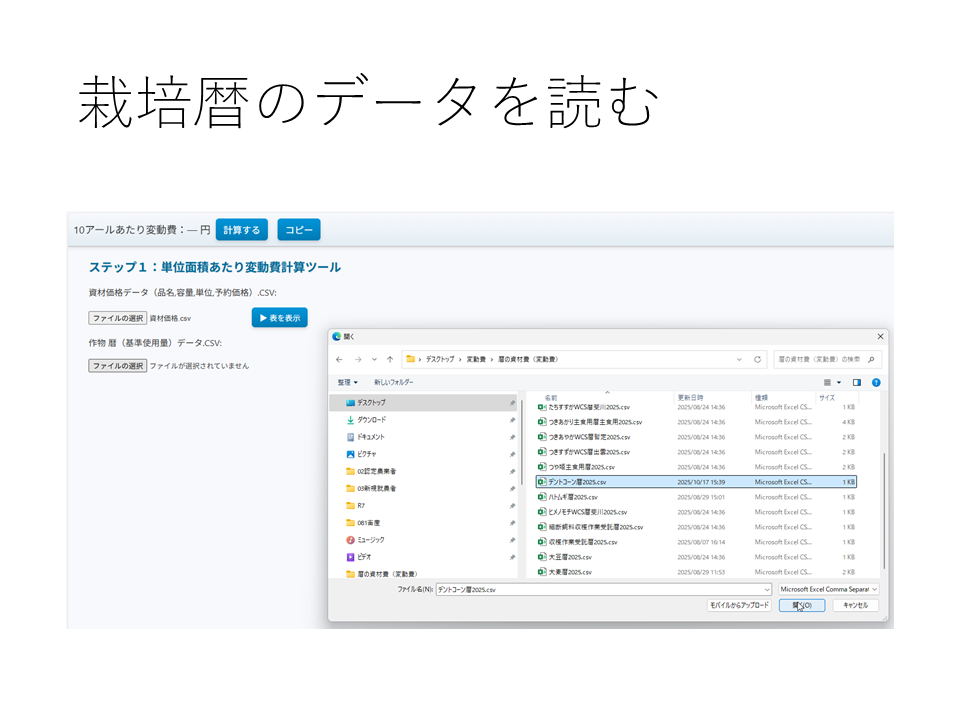 栽培暦のデータを読む
10アールあたり変動費：― 円 計算する コピー
ステップ１：単位面積あたり変動費計算ツール
資材価格データ（品名,容量,単位,予約価格）.CSV:
ファイルの選択 資材価格.csv ▶ 表を表示
作物 暦（基準使用量）データ.CSV:
ファイルの選択 ファイルが選択されていません
開く
デスクトップ › 変動費 › 暦の資材費（変動費）
暦の資材費（変動費）の検索
整理 新しいフォルダー
デスクトップ
ダウンロード
ドキュメント
ピクチャ
02認定農業者
03新規就農者
R7
081畜産
ミュージック
ビデオ
暦の資材費（変動費）
名前 更新日時 種類 サイズ
たちすずかWCS暦斐川2025.csv 2025/08/24 14:36 Microsoft Excel CS... 1 KB
つきあかり主食用暦主食用2025.csv 2025/08/24 14:36 Microsoft Excel CS... 4 KB
つきあやかWCS暦暫定2025.csv 2025/08/24 14:36 Microsoft Excel CS... 2 KB
つきすずかWCS暦出雲2025.csv 2025/08/24 14:36 Microsoft Excel CS... 2 KB
つや姫主食用暦2025.csv 2025/08/24 14:36 Microsoft Excel CS... 2 KB
デントコーン暦2025.csv 2025/10/17 15:39 Microsoft Excel CS... 1 KB
ハトムギ暦2025.csv 2025/08/29 15:01 Microsoft Excel CS... 1 KB
ヒメノモチWCS暦斐川2025.csv 2025/08/24 14:36 Microsoft Excel CS... 1 KB
細断飼料収穫作業受託暦2025.csv 2025/08/24 14:36 Microsoft Excel CS... 1 KB
収穫作業受託暦2025.csv 2025/08/07 16:14 Microsoft Excel CS... 1 KB
大豆暦2025.csv 2025/08/24 14:36 Microsoft Excel CS... 1 KB
大麦暦2025.csv 2025/08/29 11:53 Microsoft Excel CS... 2 KB
ファイル名(N): デントコーン暦2025.csv Microsoft Excel Comma Separat
モバイルからアップロード 開く(O) キャンセル